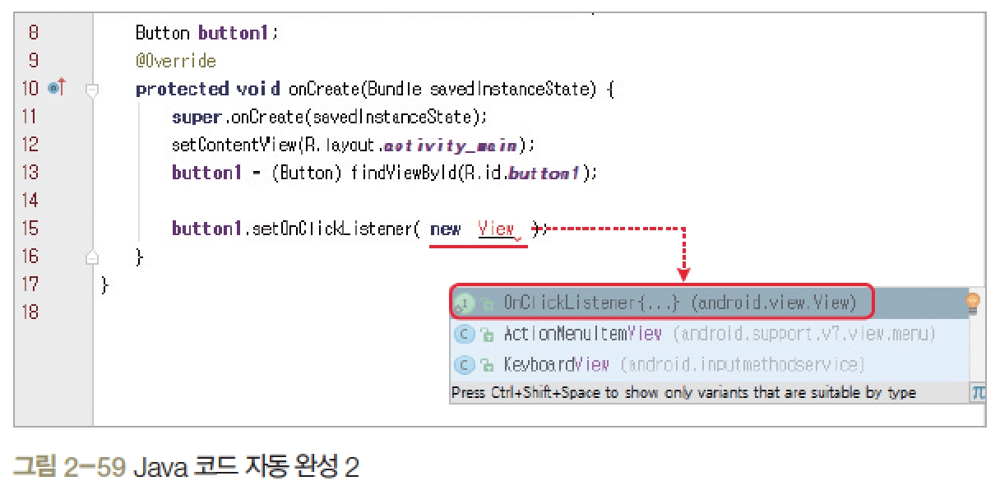 8 Button button1;
9 @Override
10 protected void onCreate(Bundle savedInstanceState) {
11 super.onCreate(savedInstanceState);
12 setContentView(R.layout.activity_main);
13 button1 = (Button) findViewById(R.id.button1);
14
15 button1.setOnClickListener( new View );
16 }
17 }
18
I OnClickListener{...} (android.view.View)
C ActionMenuItemView (android.support.v7.view.menu)
C KeyboardView (android.inputmethodservice)
Press Ctrl+Shift+Space to show only variants that are suitable by type π
그림 2-59 Java 코드 자동 완성 2